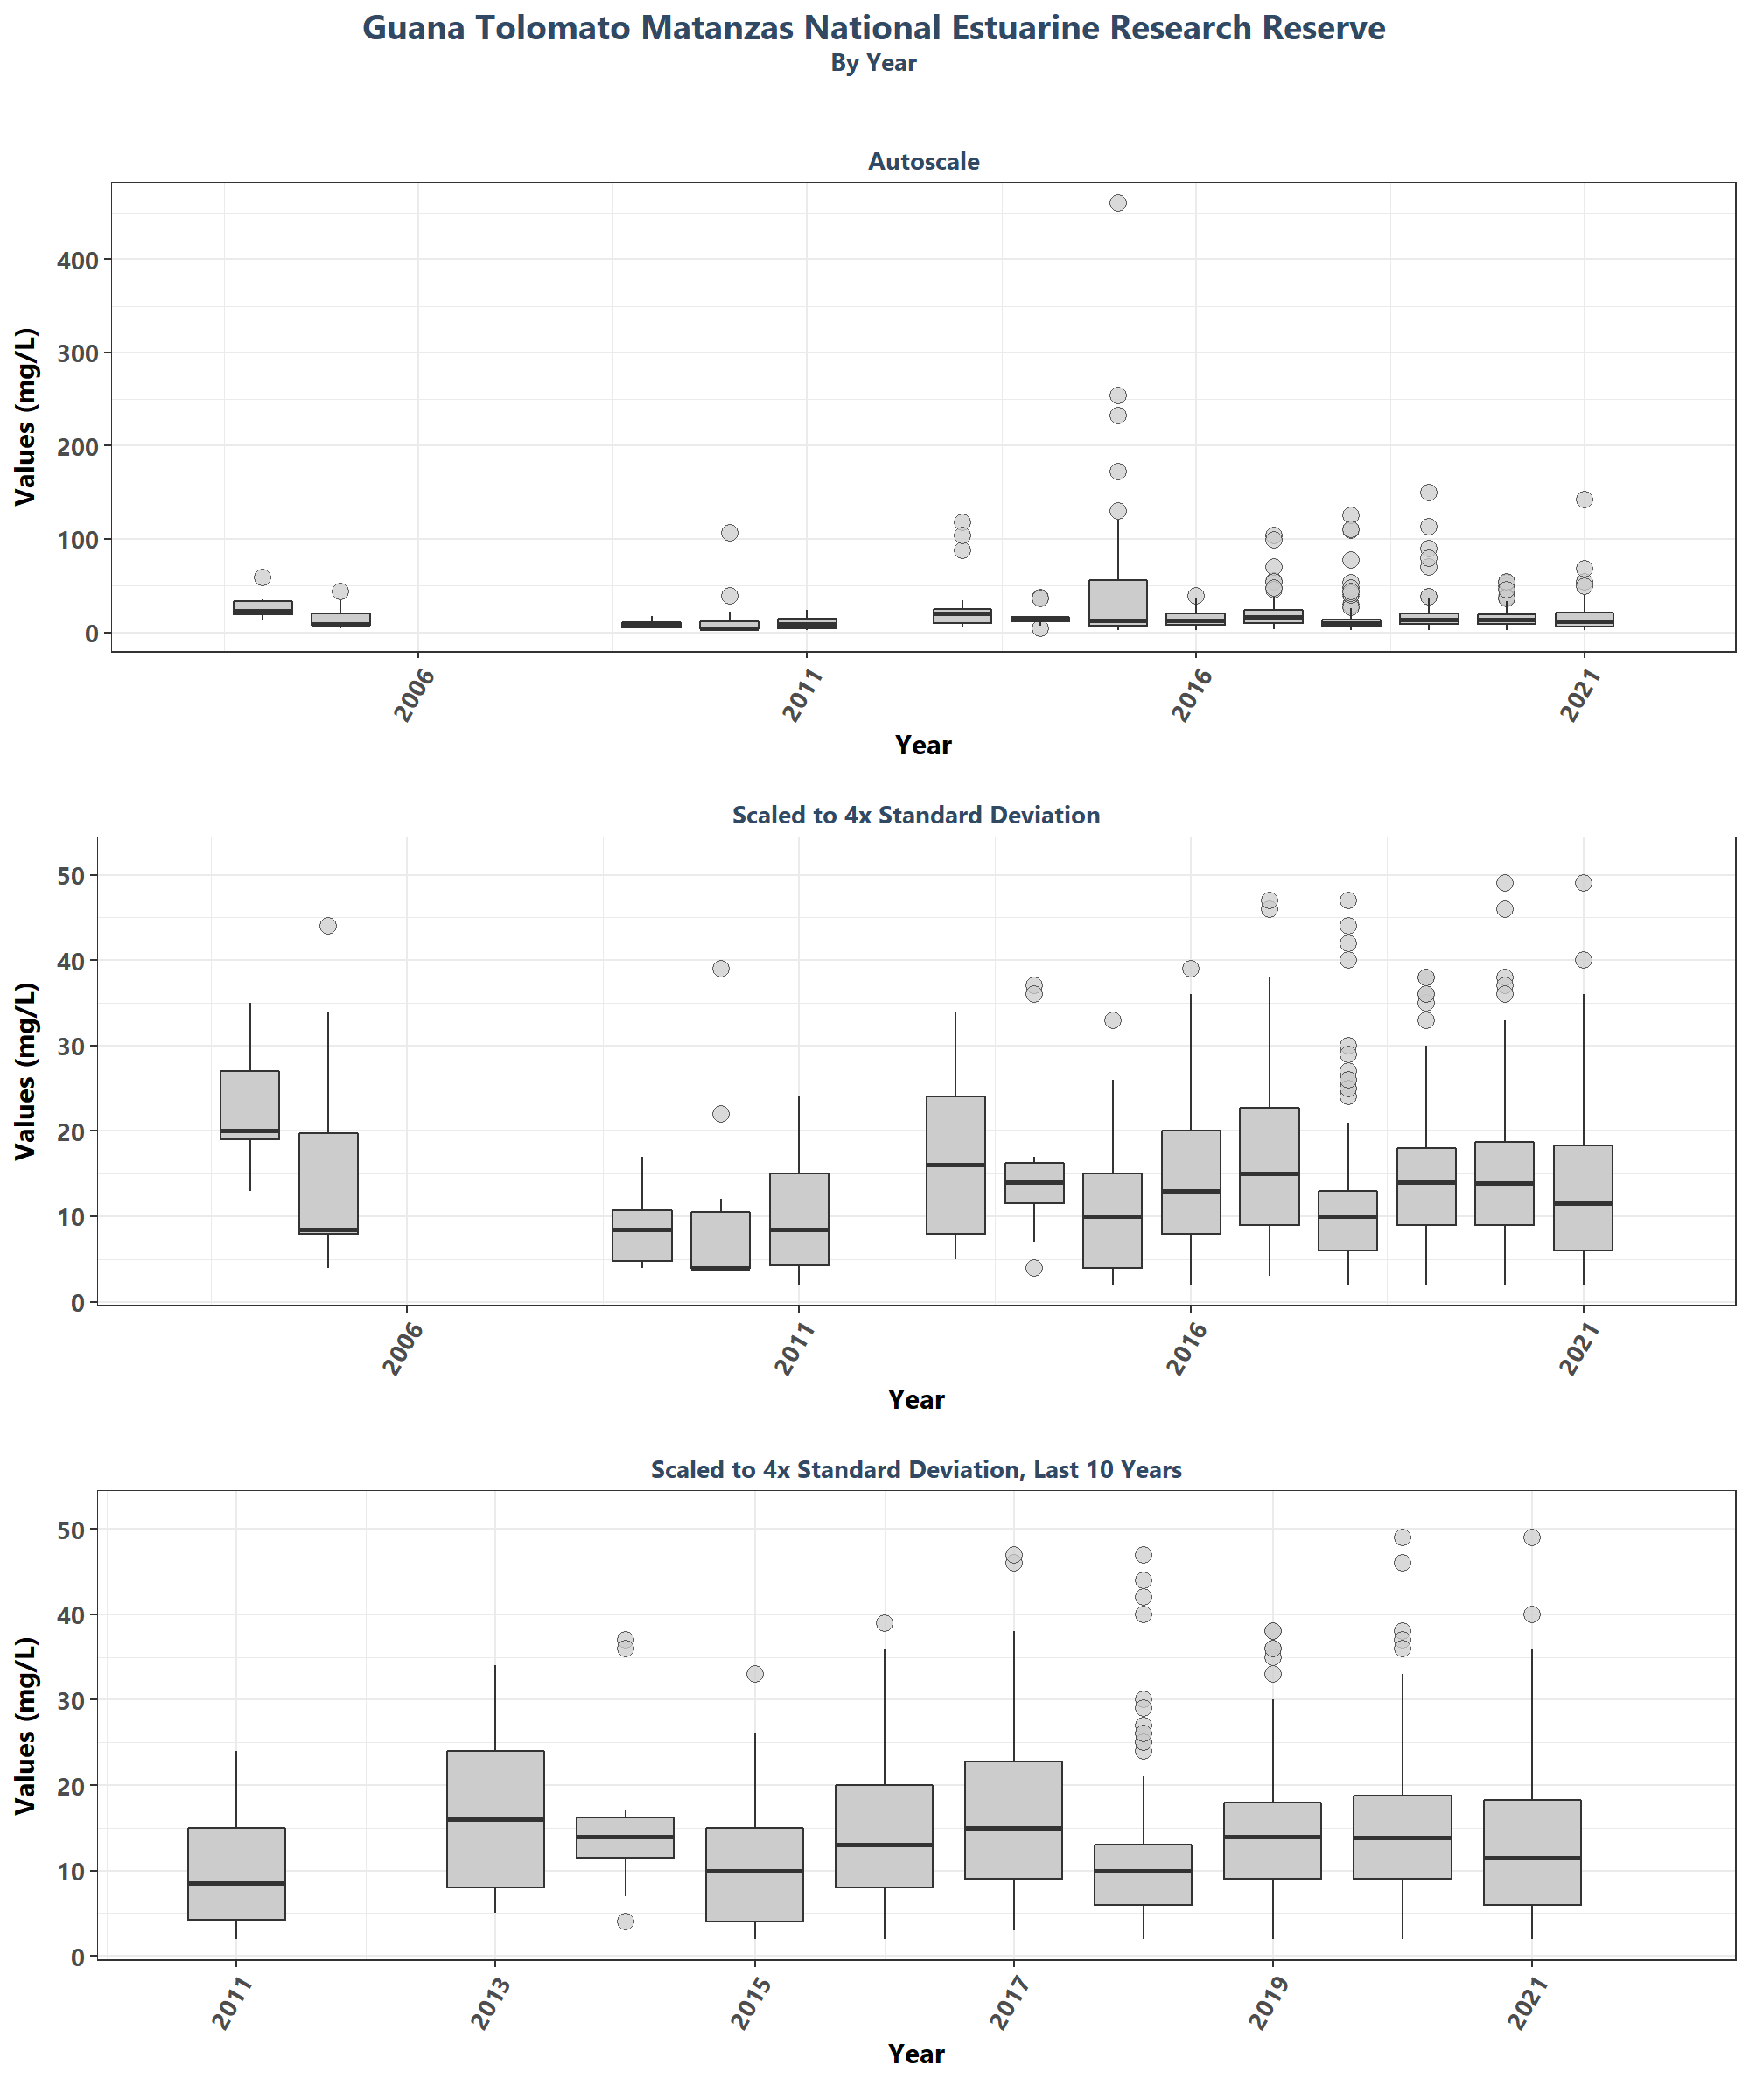 Guana Tolomato Matanzas National Estuarine Research Reserve
By Year
Autoscale
Values (mg/L)
400
300
200
100
0
2006
2011
2016
2021
Year
Scaled to 4x Standard Deviation
Values (mg/L)
50
40
30
20
10
0
2006
2011
2016
2021
Year
Scaled to 4x Standard Deviation, Last 10 Years
Values (mg/L)
50
40
30
20
10
0
2011
2013
2015
2017
2019
2021
Year